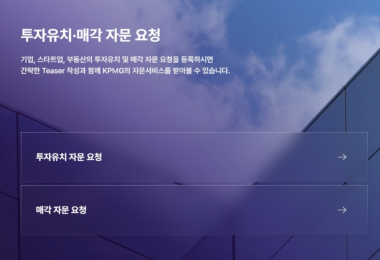 투자유치·매각 자문 요청
기업, 스타트업, 부동산의 투자유치 및 매각 자문 요청을 등록하시면
간략한 Teaser 작성과 함께 KPMG의 자문서비스를 받아볼 수 있습니다.
투자유치 자문 요청
매각 자문 요청